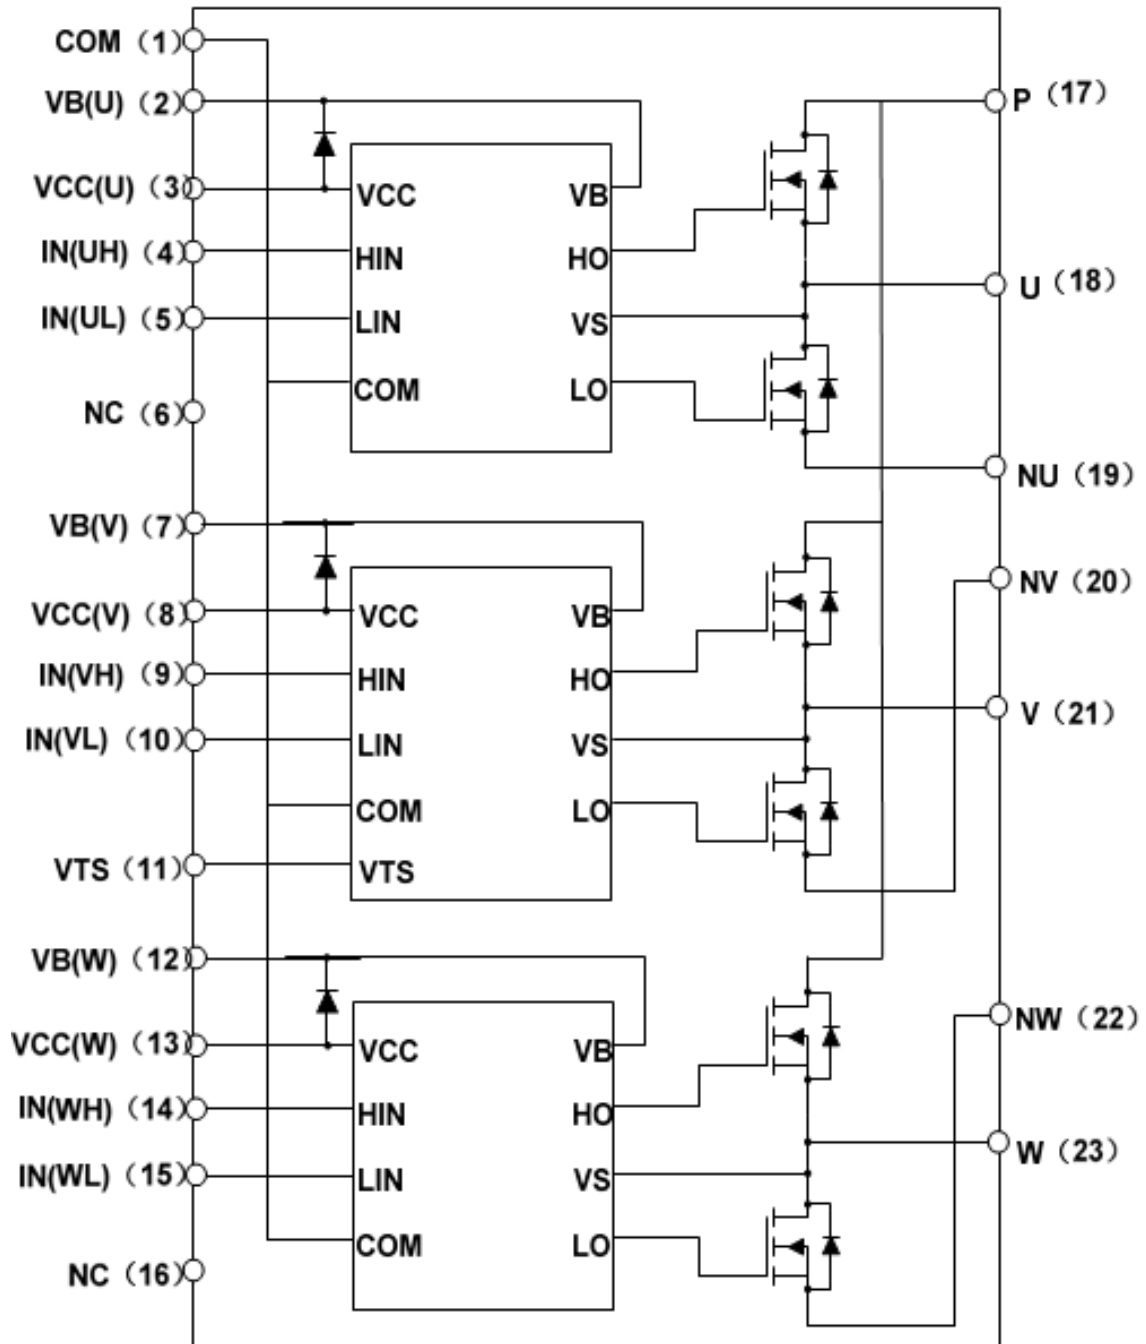 COM（1）
VB(U)（2）
VCC(U)（3）
IN(UH)（4）
IN(UL)（5）
NC（6）
VB(V)（7）
VCC(V)（8）
IN(VH)（9）
IN(VL)（10）
VTS（11）
VB(W)（12）
VCC(W)（13）
IN(WH)（14）
IN(WL)（15）
NC（16）
VCC VB
HIN HO
LIN VS
COM LO
VCC VB
HIN HO
LIN VS
COM LO
VTS
VCC VB
HIN HO
LIN VS
COM LO
P（17）
U（18）
NU（19）
NV（20）
V（21）
NW（22）
W（23）